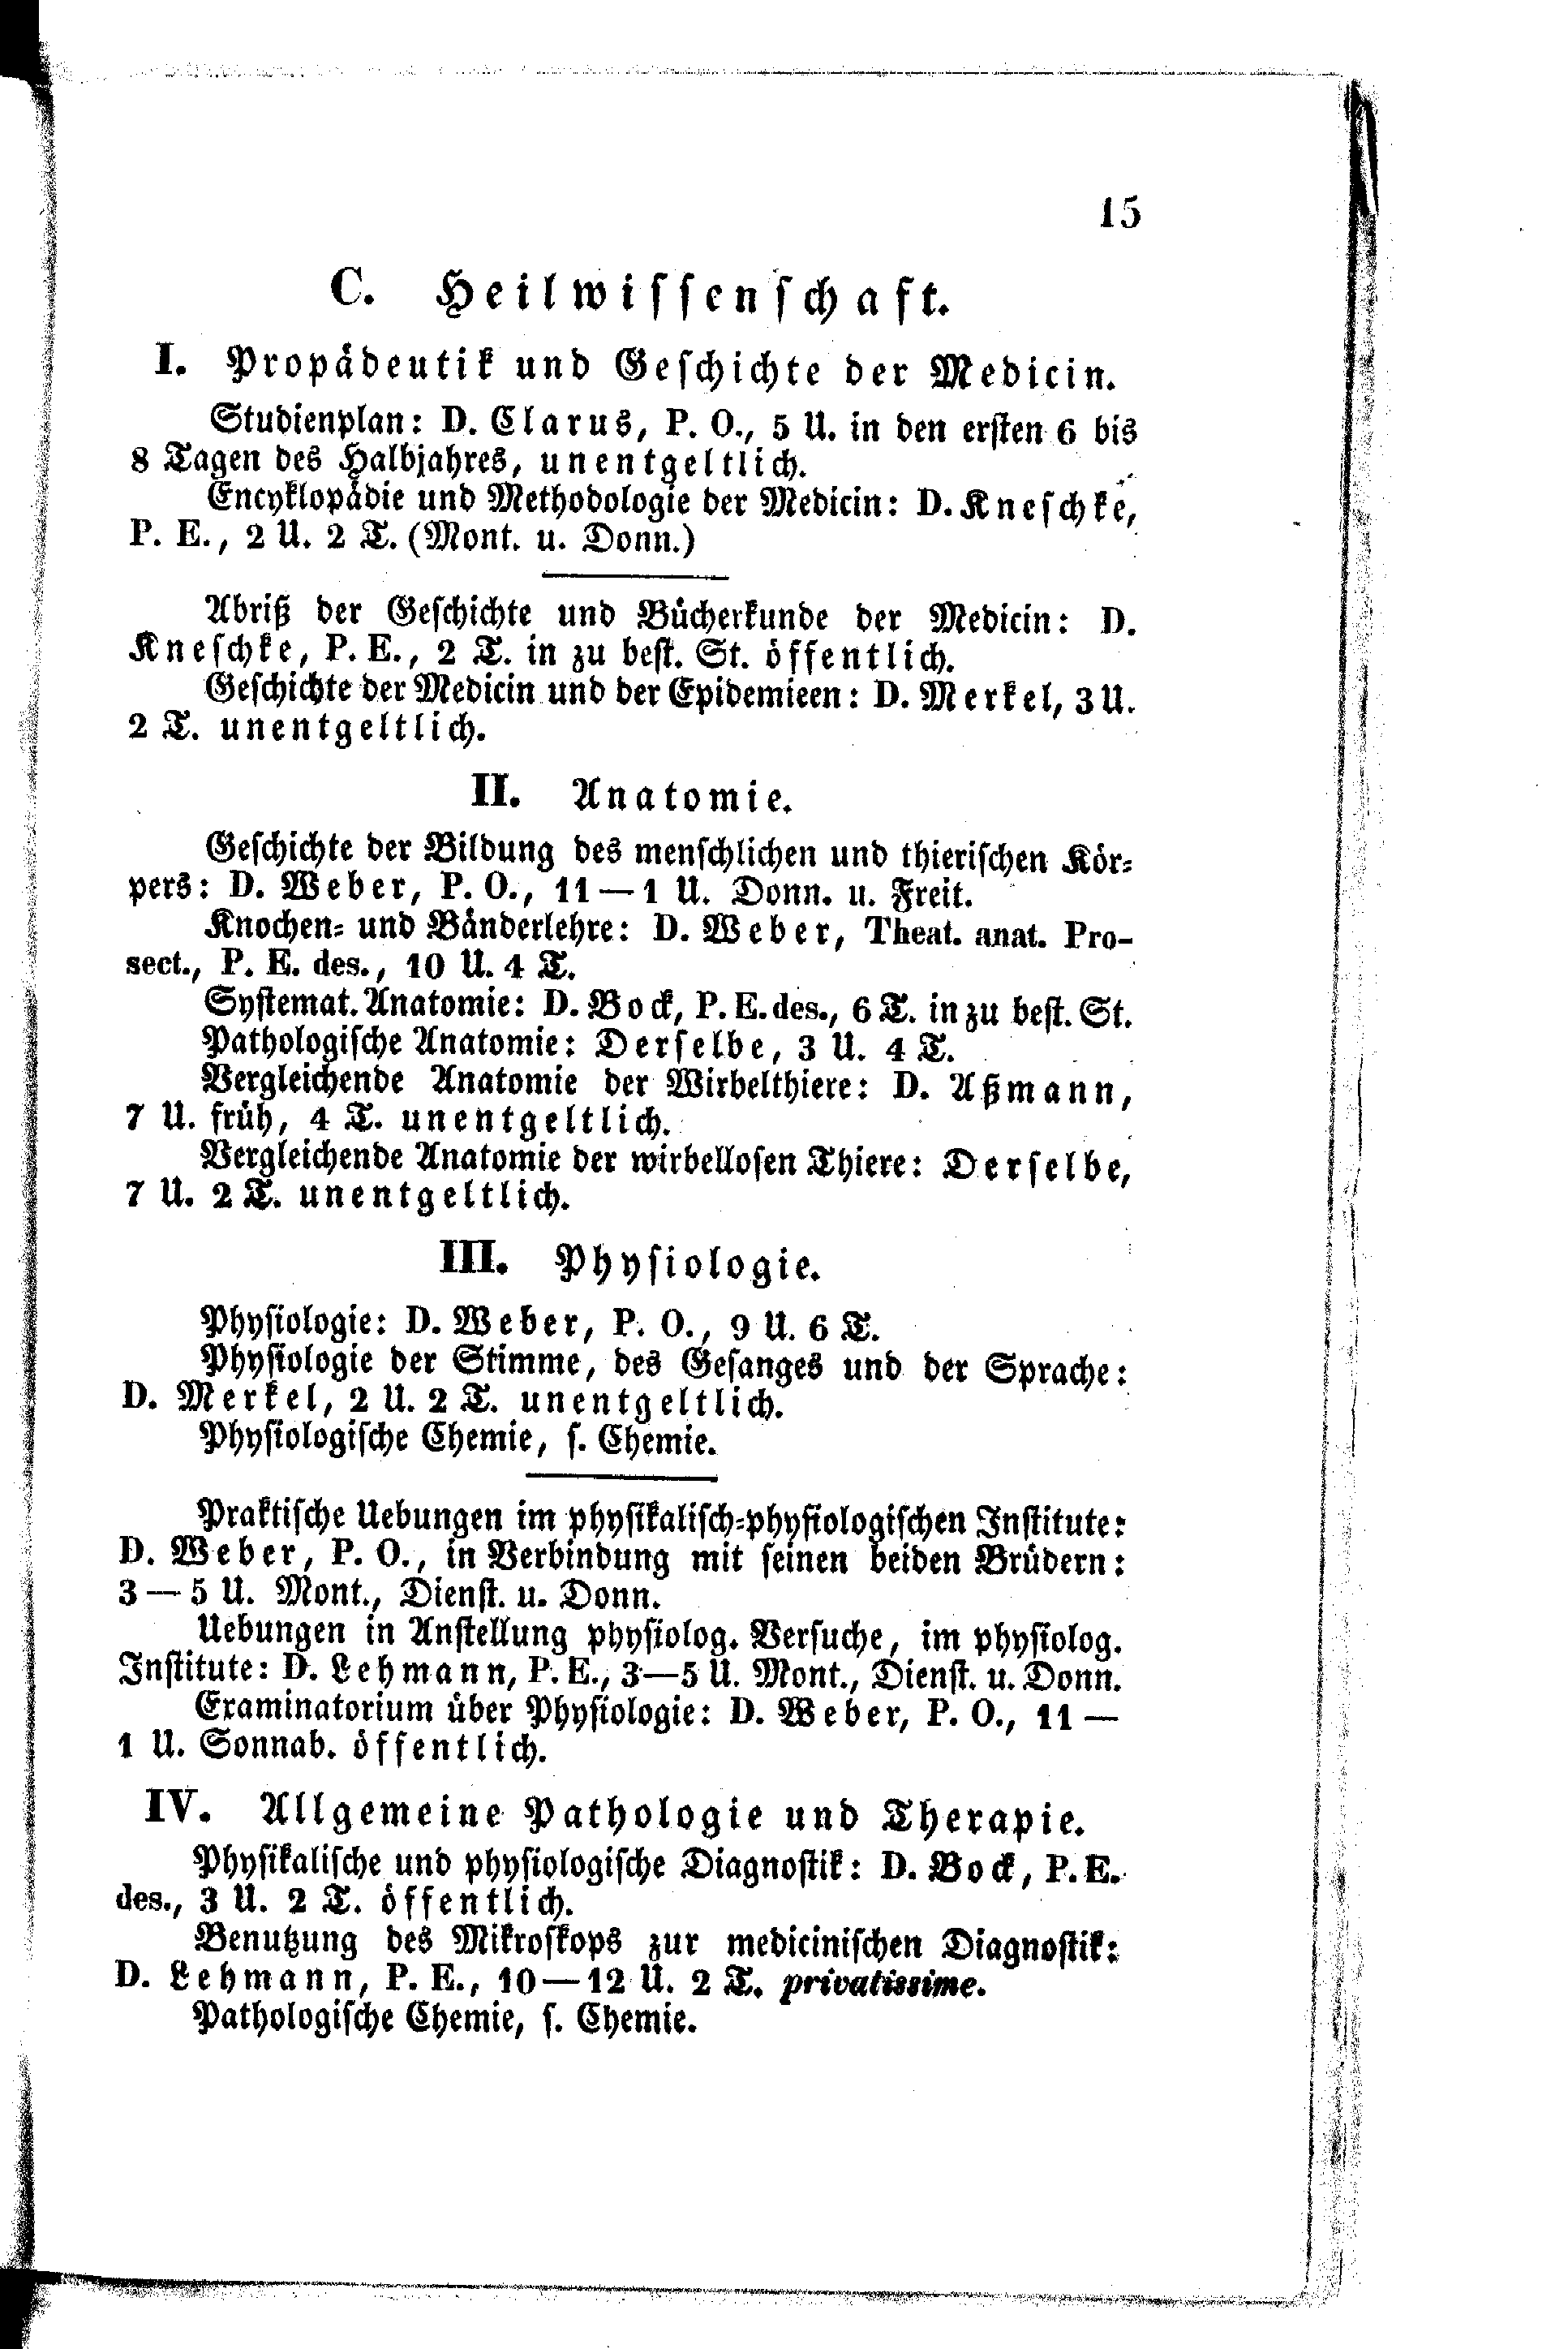 15
C. Heilwissenschaft.
I. Propädeutik und Geschichte der Medicin.
Studienplan: D. Clarus, P. O., 5 U. in den ersten 6 bis
8 Tagen des Halbjahres, unentgeltlich.
Encyklopädie und Methodologie der Medicin: D. Kneschke,
P. E., 2 U. 2 T. (Mont. u. Donn.)
Abriß der Geschichte und Bücherkunde der Medicin: D.
Kneschke, P. E., 2 T. in zu best. St. öffentlich.
Geschichte der Medicin und der Epidemieen: D. Merkel, 3 U.
2 T. unentgeltlich.
II. Anatomie.
Geschichte der Bildung des menschlichen und thierischen Kör-
pers: D. Weber, P. O., 11—1 U. Donn. u. Freit.
Knochen- und Bänderlehre: D. Weber, Theat. anat. Pro-
sect., P. E. des., 10 U. 4 T.
Systemat. Anatomie: D. Bock, P. E. des., 6 T. in zu best. St.
Pathologische Anatomie: Derselbe, 3 U. 4 T.
Vergleichende Anatomie der Wirbelthiere: D. Aßmann,
7 U. früh, 4 T. unentgeltlich.
Vergleichende Anatomie der wirbellosen Thiere: Derselbe,
7 U. 2 T. unentgeltlich.
III. Physiologie.
Physiologie: D. Weber, P. O., 9 U. 6 T.
Physiologie der Stimme, des Gesanges und der Sprache:
D. Merkel, 2 U. 2 T. unentgeltlich.
Physiologische Chemie, s. Chemie.
Praktische Uebungen im physikalisch-physiologischen Institute:
D. Weber, P. O., in Verbindung mit seinen beiden Brüdern:
3—5 U. Mont., Dienst. u. Donn.
Uebungen in Anstellung physiolog. Versuche, im physiolog.
Institute: D. Lehmann, P. E., 3—5 U. Mont., Dienst. u. Donn.
Examinatorium über Physiologie: D. Weber, P. O., 11—
1 U. Sonnab. öffentlich.
IV. Allgemeine Pathologie und Therapie.
Physikalische und physiologische Diagnostik: D. Bock, P. E.
des., 3 U. 2 T. öffentlich.
Benutzung des Mikroskops zur medicinischen Diagnostik:
D. Lehmann, P. E., 10—12 U. 2 T. privatissime.
Pathologische Chemie, s. Chemie.